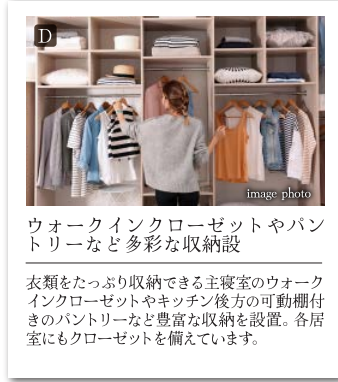 D
image photo
ウォークインクローゼットやパン
トリーなど多彩な収納設
衣類をたっぷり収納できる主寝室のウォーク
インクローゼットやキッチン後方の可動棚付
きのパントリーなど豊富な収納を設置。各居
室にもクローゼットを備えています。